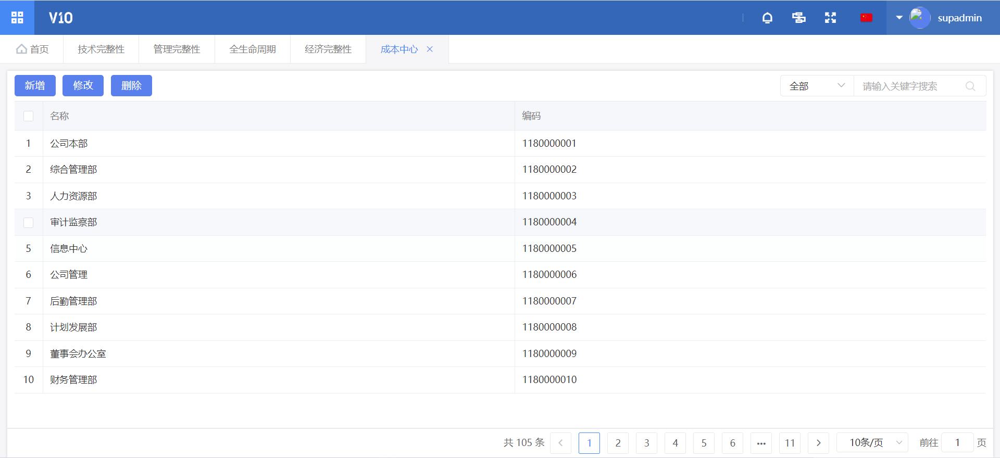 V10
supadmin
首页 技术完整性 管理完整性 全生命周期 经济完整性 成本中心
新增 修改 删除 全部 请输入关键字搜索
名称 编码
1 公司本部 1180000001
2 综合管理部 1180000002
3 人力资源部 1180000003
审计监察部 1180000004
5 信息中心 1180000005
6 公司管理 1180000006
7 后勤管理部 1180000007
8 计划发展部 1180000008
9 董事会办公室 1180000009
10 财务管理部 1180000010
共 105 条 1 2 3 4 5 6 ••• 11 10条/页 前往 1 页